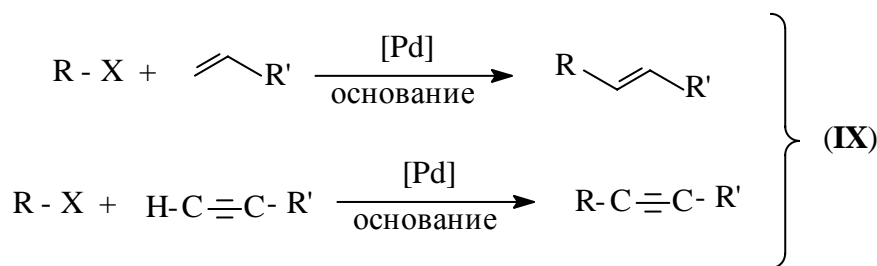 R - X + R' [Pd] основание R R'
R - X + H-C≡C- R' [Pd] основание R- C≡C- R'
(IX)